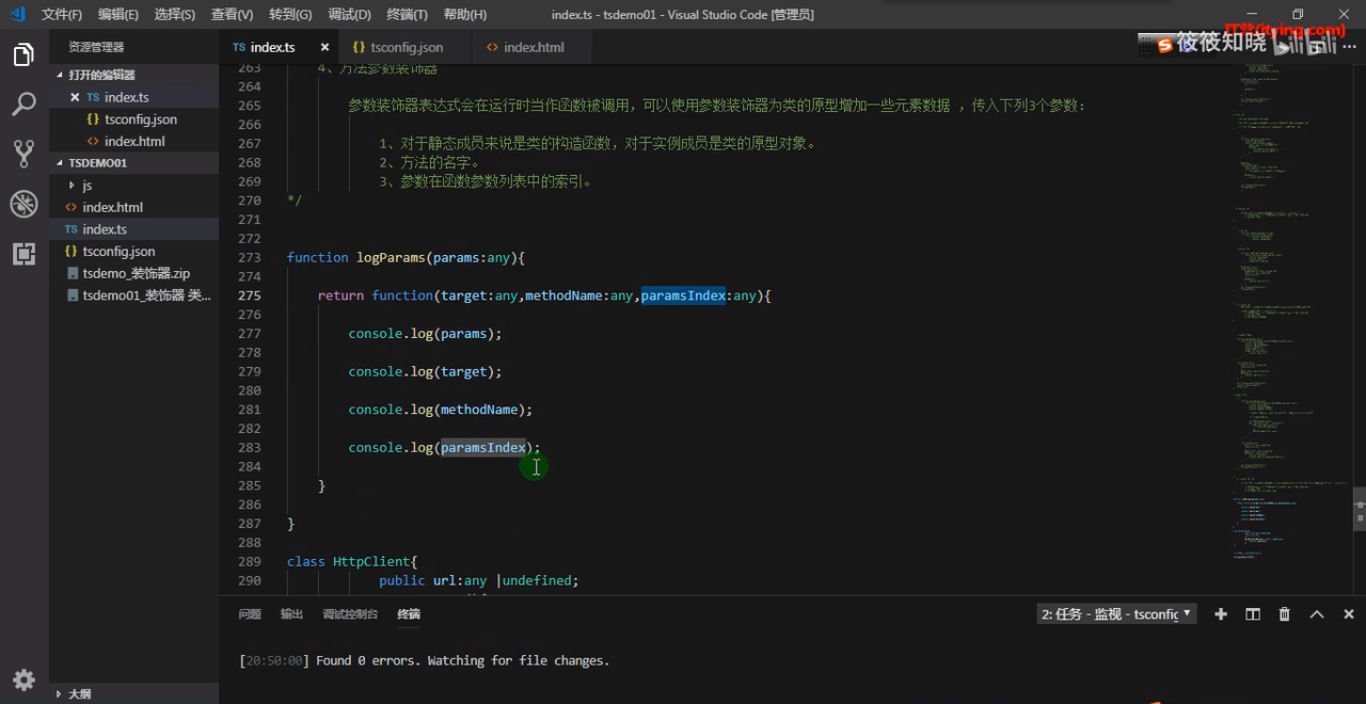 文件(F) 编辑(E) 选择(S) 查看(V) 转到(G) 调试(D) 终端(T) 帮助(H) index.ts - tsdemo01 - Visual Studio Code [管理员]
IT营(itying.com)
筱筱知晓 bilibili
资源管理器
TS index.ts
{} tsconfig.json
<> index.html
打开的编辑器
TS index.ts
{} tsconfig.json
<> index.html
TSDEMO01
js
<> index.html
TS index.ts
{} tsconfig.json
tsdemo_装饰器.zip
tsdemo01_装饰器 类...
大纲
263 4、方法参数装饰器
264
265 参数装饰器表达式会在运行时当作函数被调用，可以使用参数装饰器为类的原型增加一些元素数据 ，传入下列3个参数：
266
267 1、对于静态成员来说是类的构造函数，对于实例成员是类的原型对象。
268 2、方法的名字。
269 3、参数在函数参数列表中的索引。
270 */
271
272
273 function logParams(params:any){
274
275 return function(target:any,methodName:any,paramsIndex:any){
276
277 console.log(params);
278
279 console.log(target);
280
281 console.log(methodName);
282
283 console.log(paramsIndex);
284
285 }
286
287 }
288
289 class HttpClient{
290 public url:any |undefined;
问题 输出 调试控制台 终端
2: 任务 - 监视 - tsconfig
[20:50:00] Found 0 errors. Watching for file changes.